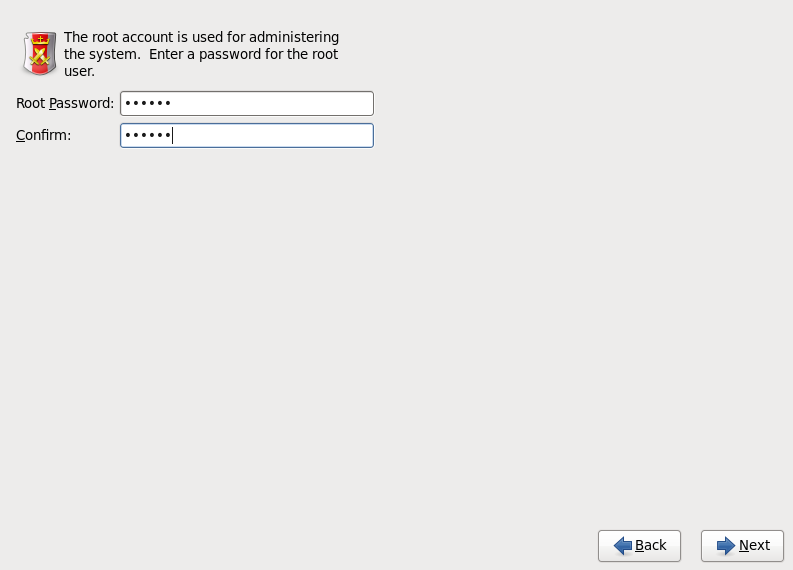 The root account is used for administering
the system.  Enter a password for the root
user.
Root Password: ••••••
Confirm: ••••••
Back Next